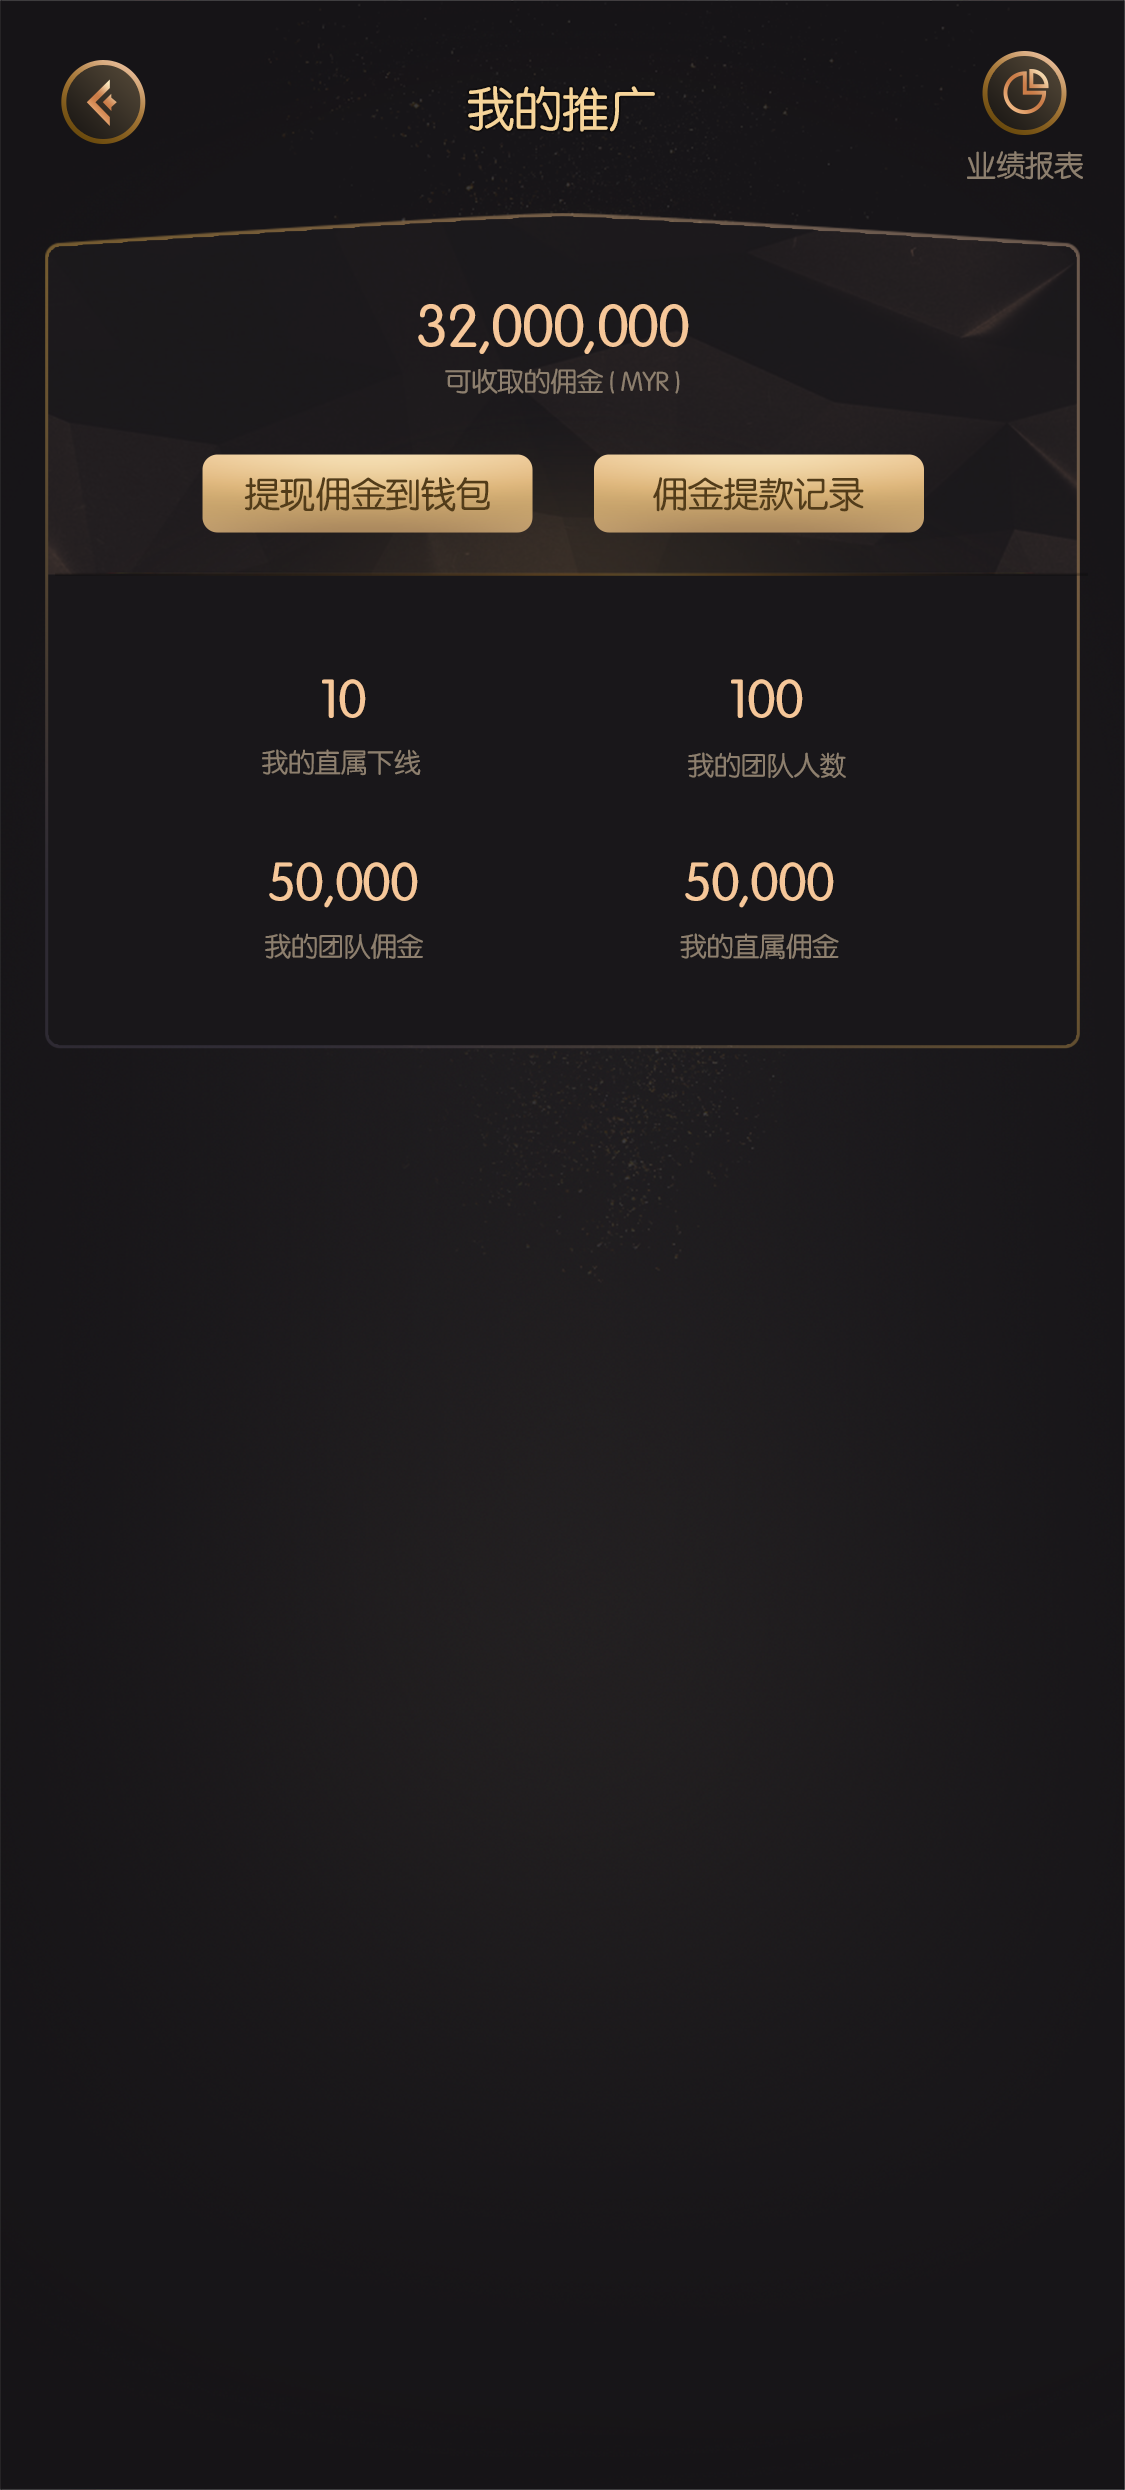 我的推广
业绩报表
32,000,000
可收取的佣金 ( MYR )
提现佣金到钱包
佣金提款记录
10
100
我的直属下线
我的团队人数
50,000
50,000
我的团队佣金
我的直属佣金